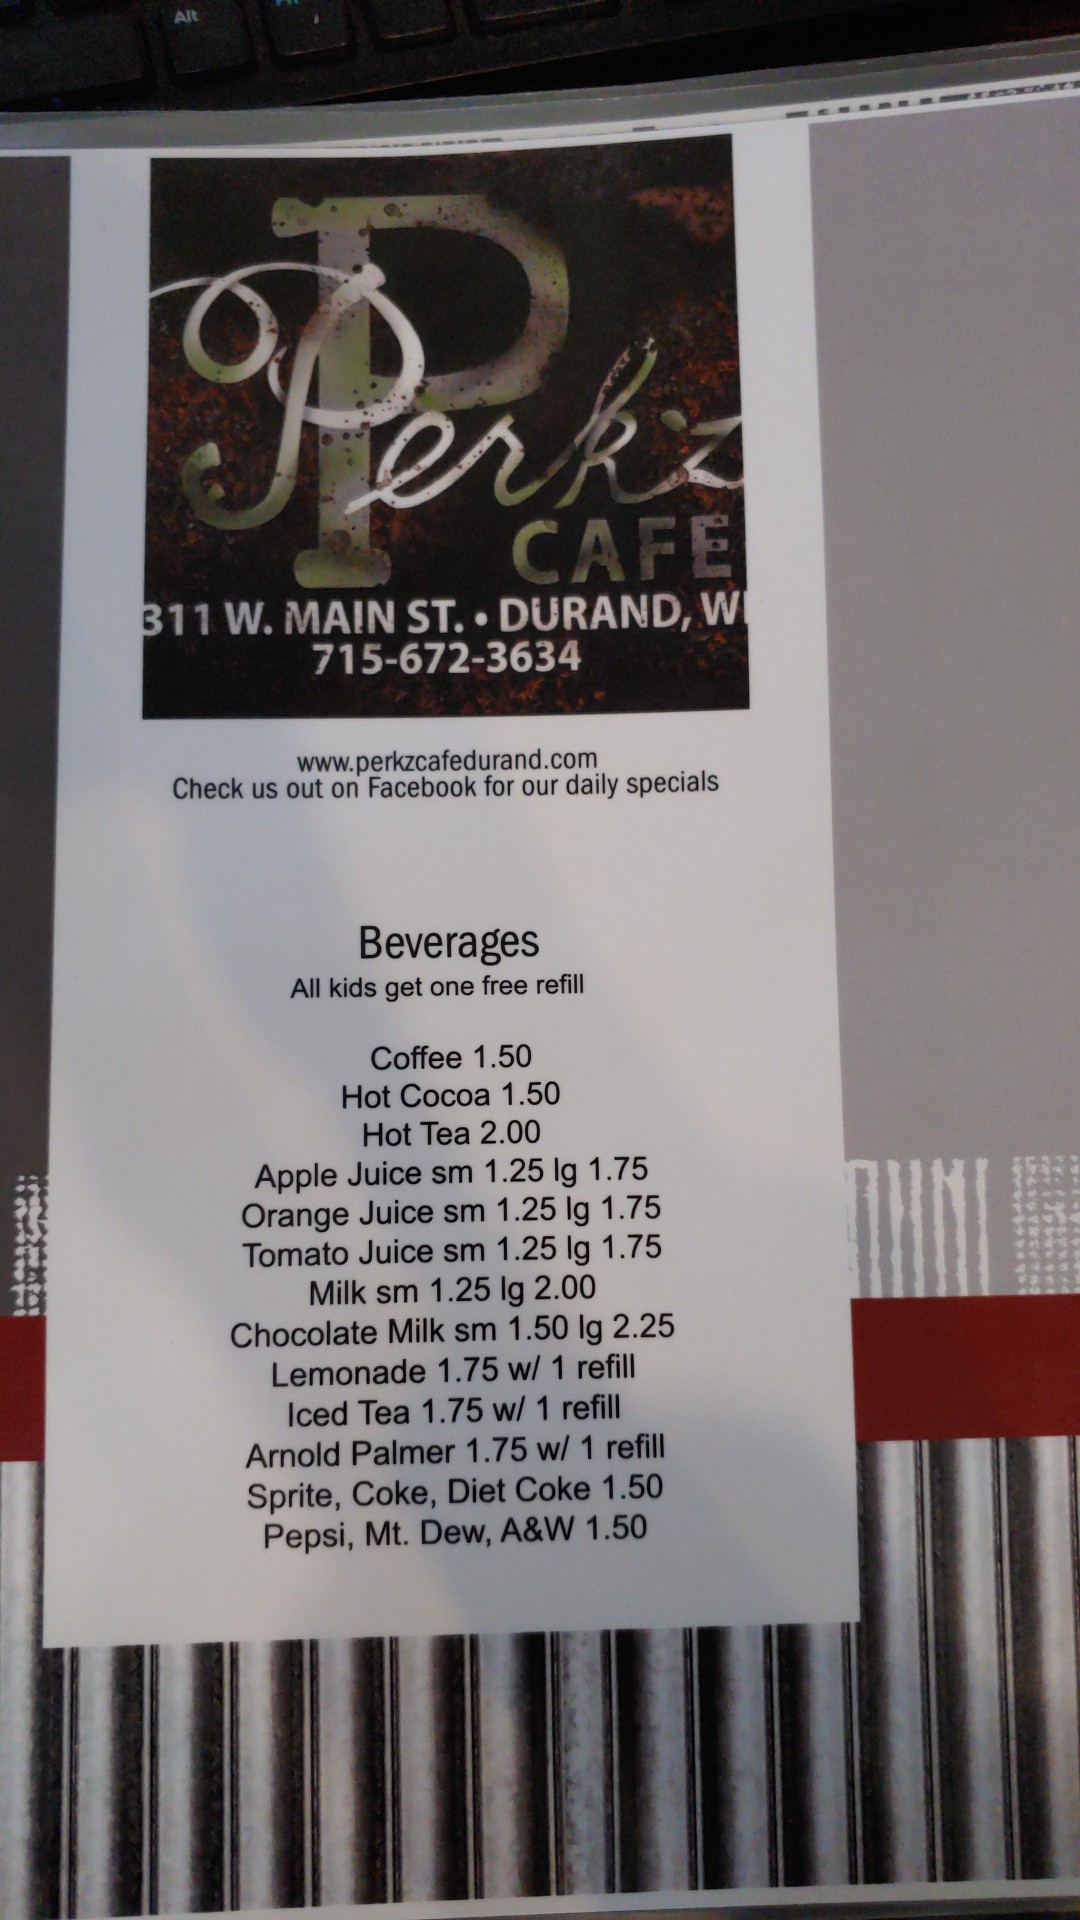 Alt
Perkz
CAFE
311 W. MAIN ST. • DURAND, WI
715-672-3634
www.perkzcafedurand.com
Check us out on Facebook for our daily specials
Beverages
All kids get one free refill
Coffee 1.50
Hot Cocoa 1.50
Hot Tea 2.00
Apple Juice sm 1.25 lg 1.75
Orange Juice sm 1.25 lg 1.75
Tomato Juice sm 1.25 lg 1.75
Milk sm 1.25 lg 2.00
Chocolate Milk sm 1.50 lg 2.25
Lemonade 1.75 w/ 1 refill
Iced Tea 1.75 w/ 1 refill
Arnold Palmer 1.75 w/ 1 refill
Sprite, Coke, Diet Coke 1.50
Pepsi, Mt. Dew, A&W 1.50